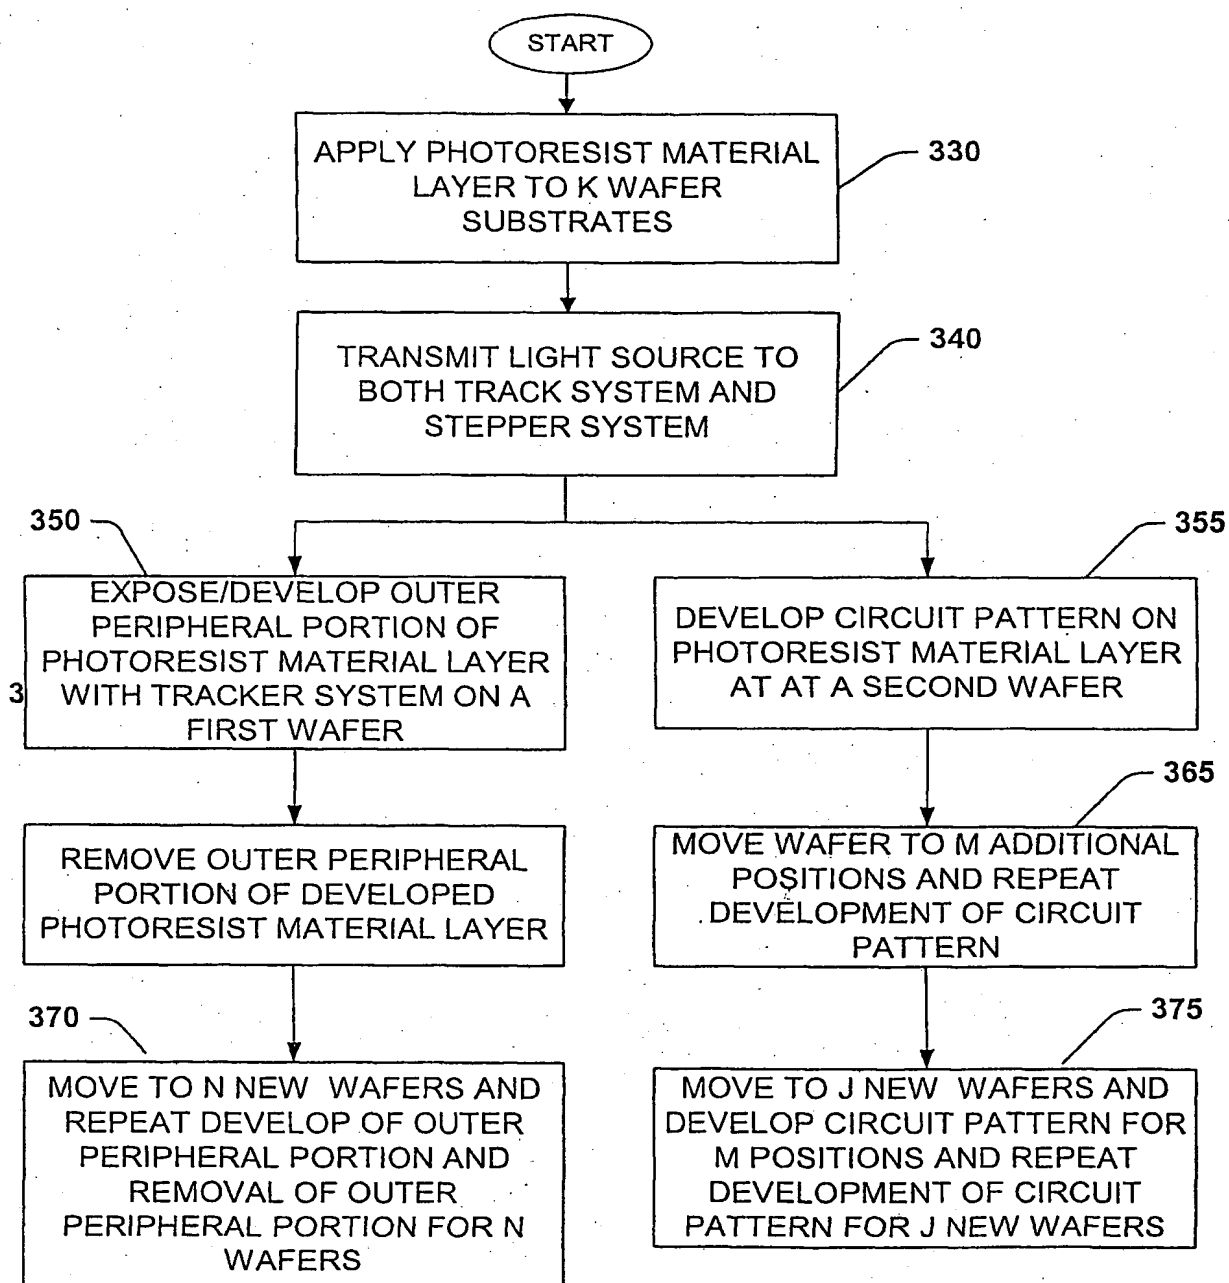 START
APPLY PHOTORESIST MATERIAL
LAYER TO K WAFER
SUBSTRATES
330
TRANSMIT LIGHT SOURCE TO
BOTH TRACK SYSTEM AND
STEPPER SYSTEM
340
350
EXPOSE/DEVELOP OUTER
PERIPHERAL PORTION OF
PHOTORESIST MATERIAL LAYER
WITH TRACKER SYSTEM ON A
FIRST WAFER
3
355
DEVELOP CIRCUIT PATTERN ON
PHOTORESIST MATERIAL LAYER
AT AT A SECOND WAFER
REMOVE OUTER PERIPHERAL
PORTION OF DEVELOPED
PHOTORESIST MATERIAL LAYER
365
MOVE WAFER TO M ADDITIONAL
POSITIONS AND REPEAT
DEVELOPMENT OF CIRCUIT
PATTERN
370
MOVE TO N NEW WAFERS AND
REPEAT DEVELOP OF OUTER
PERIPHERAL PORTION AND
REMOVAL OF OUTER
PERIPHERAL PORTION FOR N
WAFERS
375
MOVE TO J NEW WAFERS AND
DEVELOP CIRCUIT PATTERN FOR
M POSITIONS AND REPEAT
DEVELOPMENT OF CIRCUIT
PATTERN FOR J NEW WAFERS